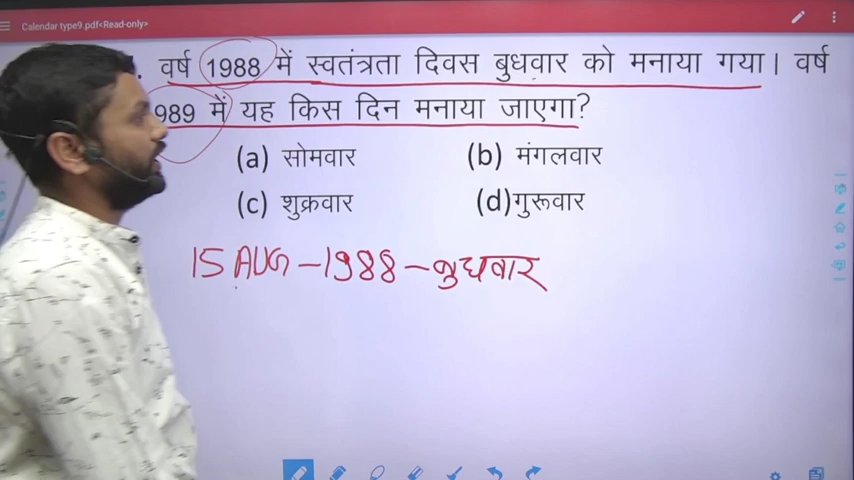 Calendar type9.pdf<Read-only>
. वर्ष 1988 में स्वतंत्रता दिवस बुधवार को मनाया गया। वर्ष
989 में यह किस दिन मनाया जाएगा?
(a) सोमवार (b) मंगलवार
(c) शुक्रवार (d)गुरूवार
15 AUG - 1988 - बुधवार